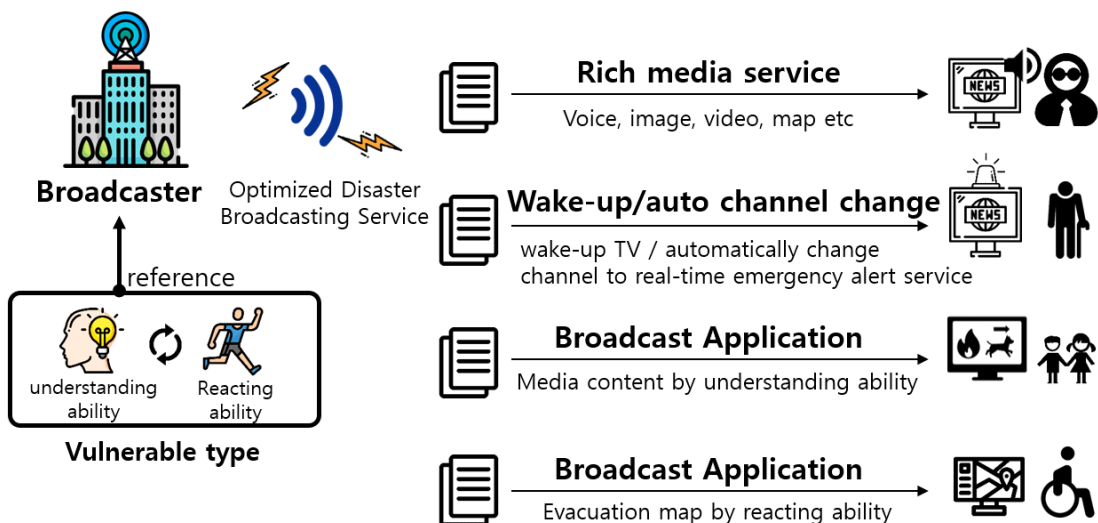 Broadcaster
Optimized Disaster
Broadcasting Service
reference
understanding
ability
Reacting
ability
Vulnerable type
Rich media service
Voice, image, video, map etc
NEWS
Wake-up/auto channel change
wake-up TV / automatically change
channel to real-time emergency alert service
NEWS
Broadcast Application
Media content by understanding ability
Broadcast Application
Evacuation map by reacting ability